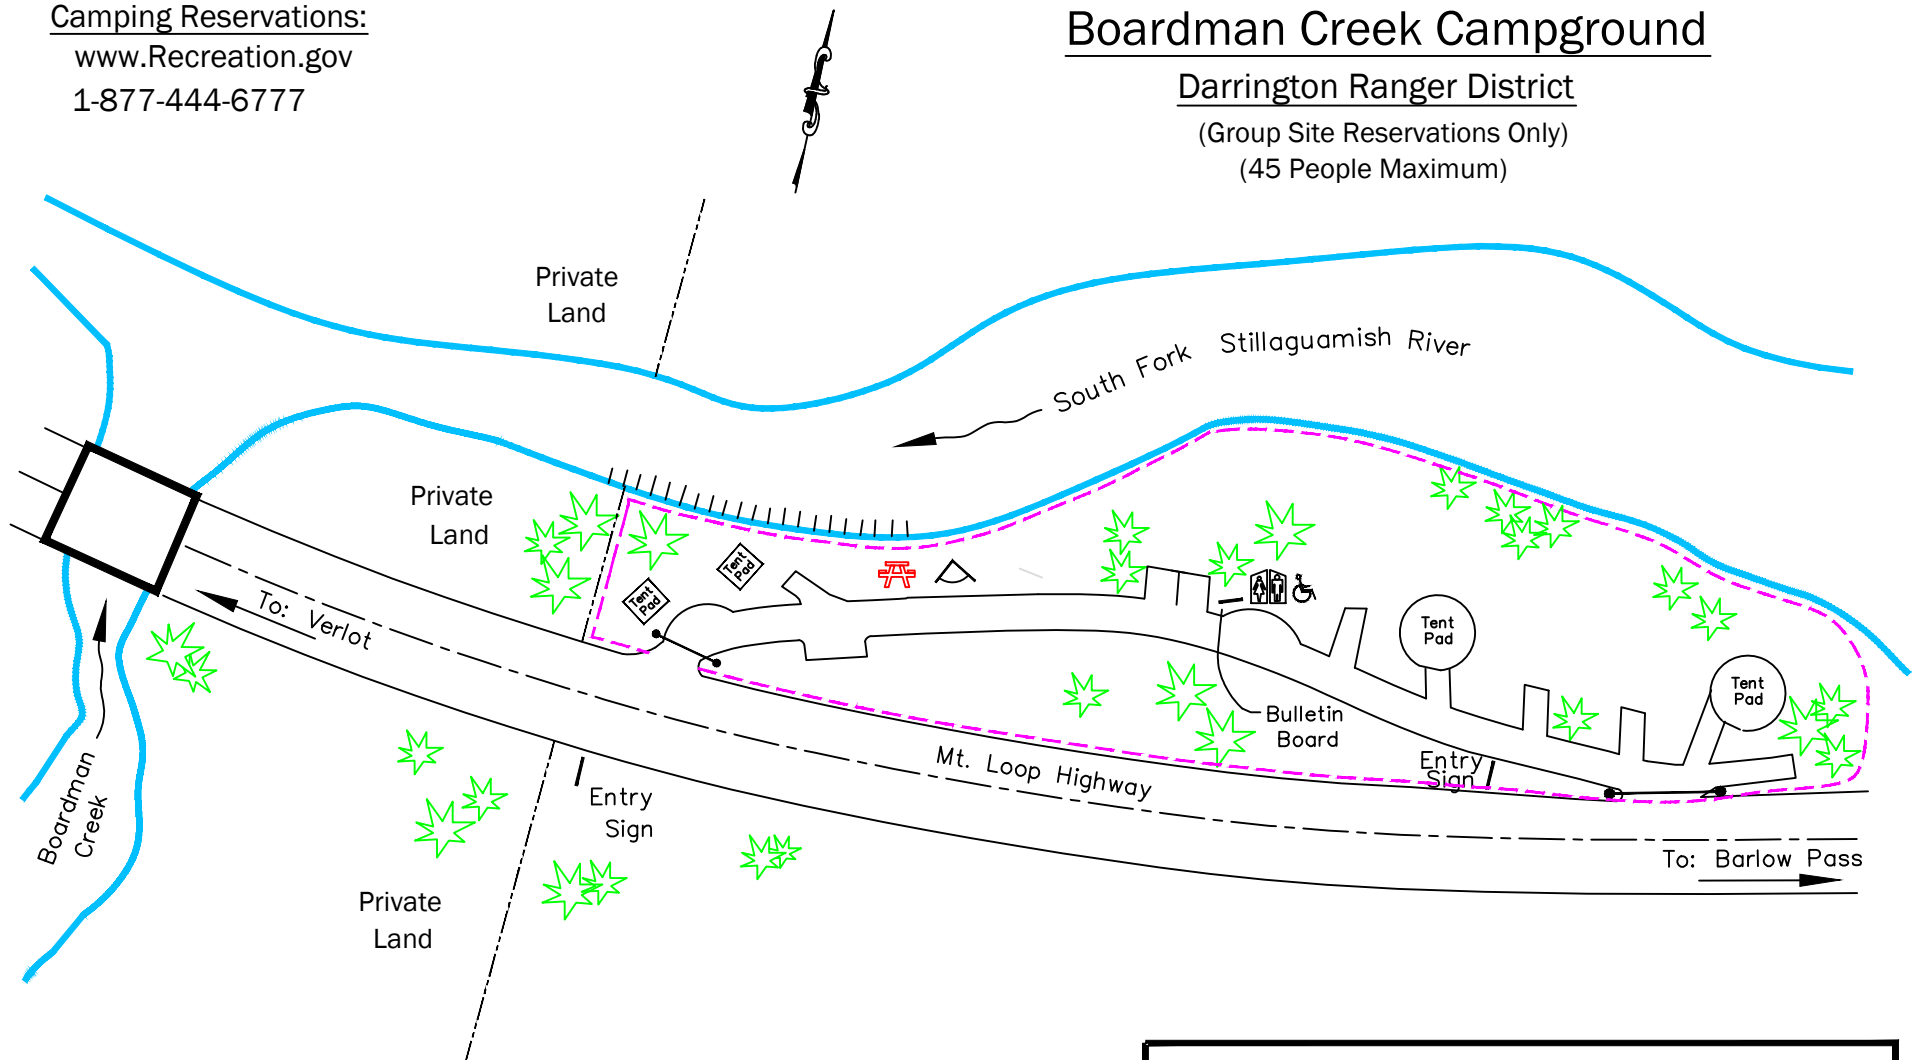 Camping Reservations:
www.Recreation.gov
1-877-444-6777
Boardman Creek Campground
Darrington Ranger District
(Group Site Reservations Only)
(45 People Maximum)
Private
Land
South Fork Stillaguamish River
Private
Land
Tent
Pad
Tent
Pad
To: Verlot
Tent
Pad
Tent
Pad
Bulletin
Board
Entry
Sign
Mt. Loop Highway
Entry
Sign
Boardman
Creek
To: Barlow Pass
Private
Land